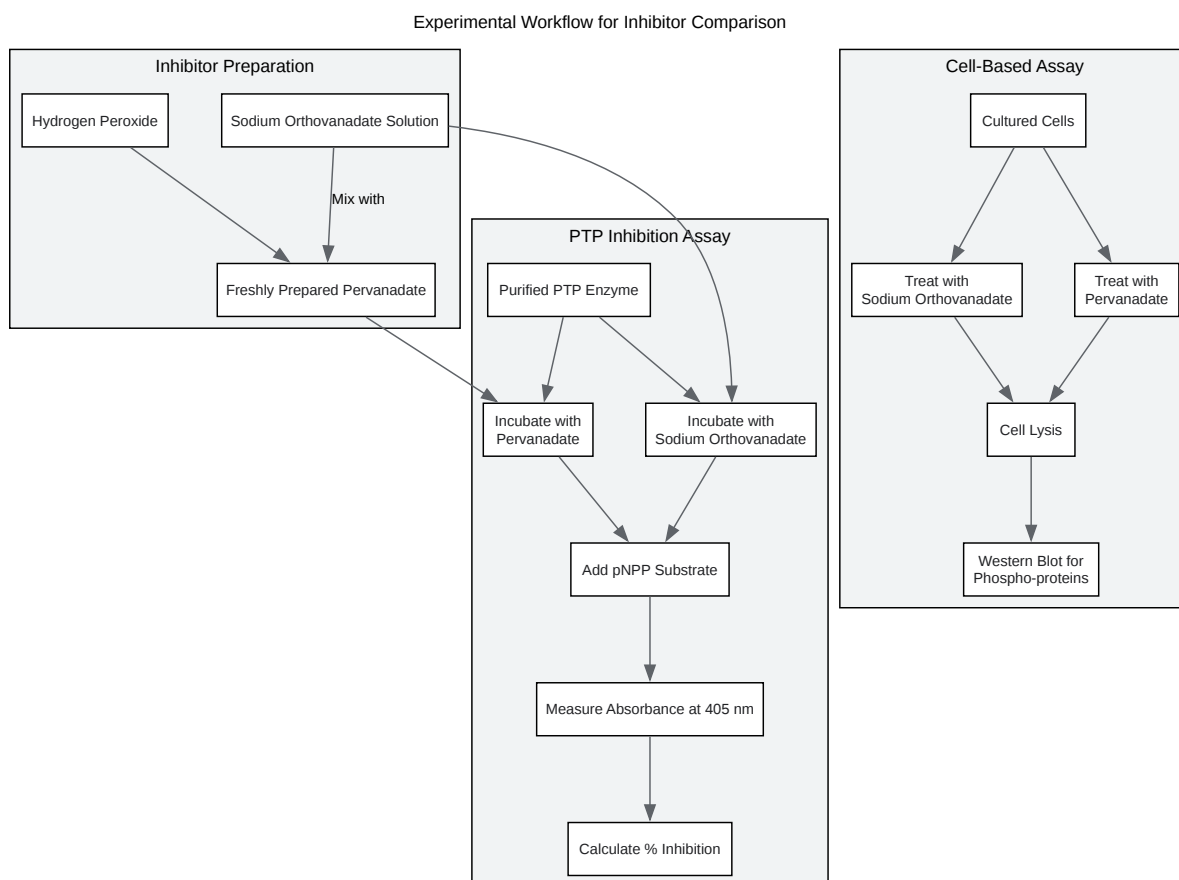 Experimental Workflow for Inhibitor Comparison
Inhibitor Preparation
Hydrogen Peroxide
Sodium Orthovanadate Solution
Mix with
Freshly Prepared Pervanadate
PTP Inhibition Assay
Purified PTP Enzyme
Incubate with
Pervanadate
Incubate with
Sodium Orthovanadate
Add pNPP Substrate
Measure Absorbance at 405 nm
Calculate % Inhibition
Cell-Based Assay
Cultured Cells
Treat with
Sodium Orthovanadate
Treat with
Pervanadate
Cell Lysis
Western Blot for
Phospho-proteins